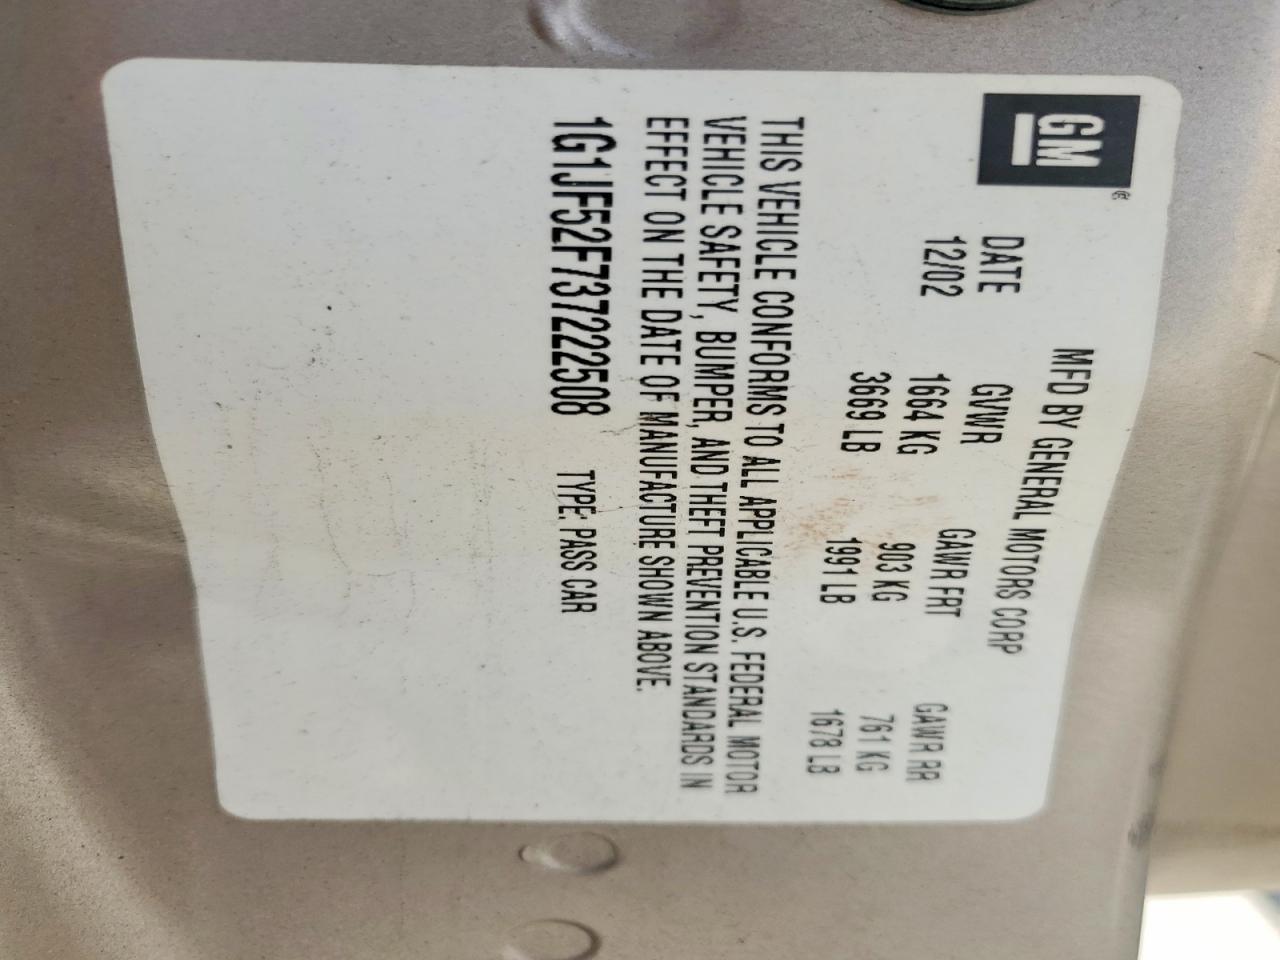 GM®
MFD BY GENERAL MOTORS CORP
DATE GVWR GAWR FRT GAWR RR
12/02 1664 KG 903 KG 761 KG
3669 LB 1991 LB 1678 LB
THIS VEHICLE CONFORMS TO ALL APPLICABLE U.S. FEDERAL MOTOR
VEHICLE SAFETY, BUMPER, AND THEFT PREVENTION STANDARDS IN
EFFECT ON THE DATE OF MANUFACTURE SHOWN ABOVE.
1G1JF52F737222508 TYPE: PASS CAR